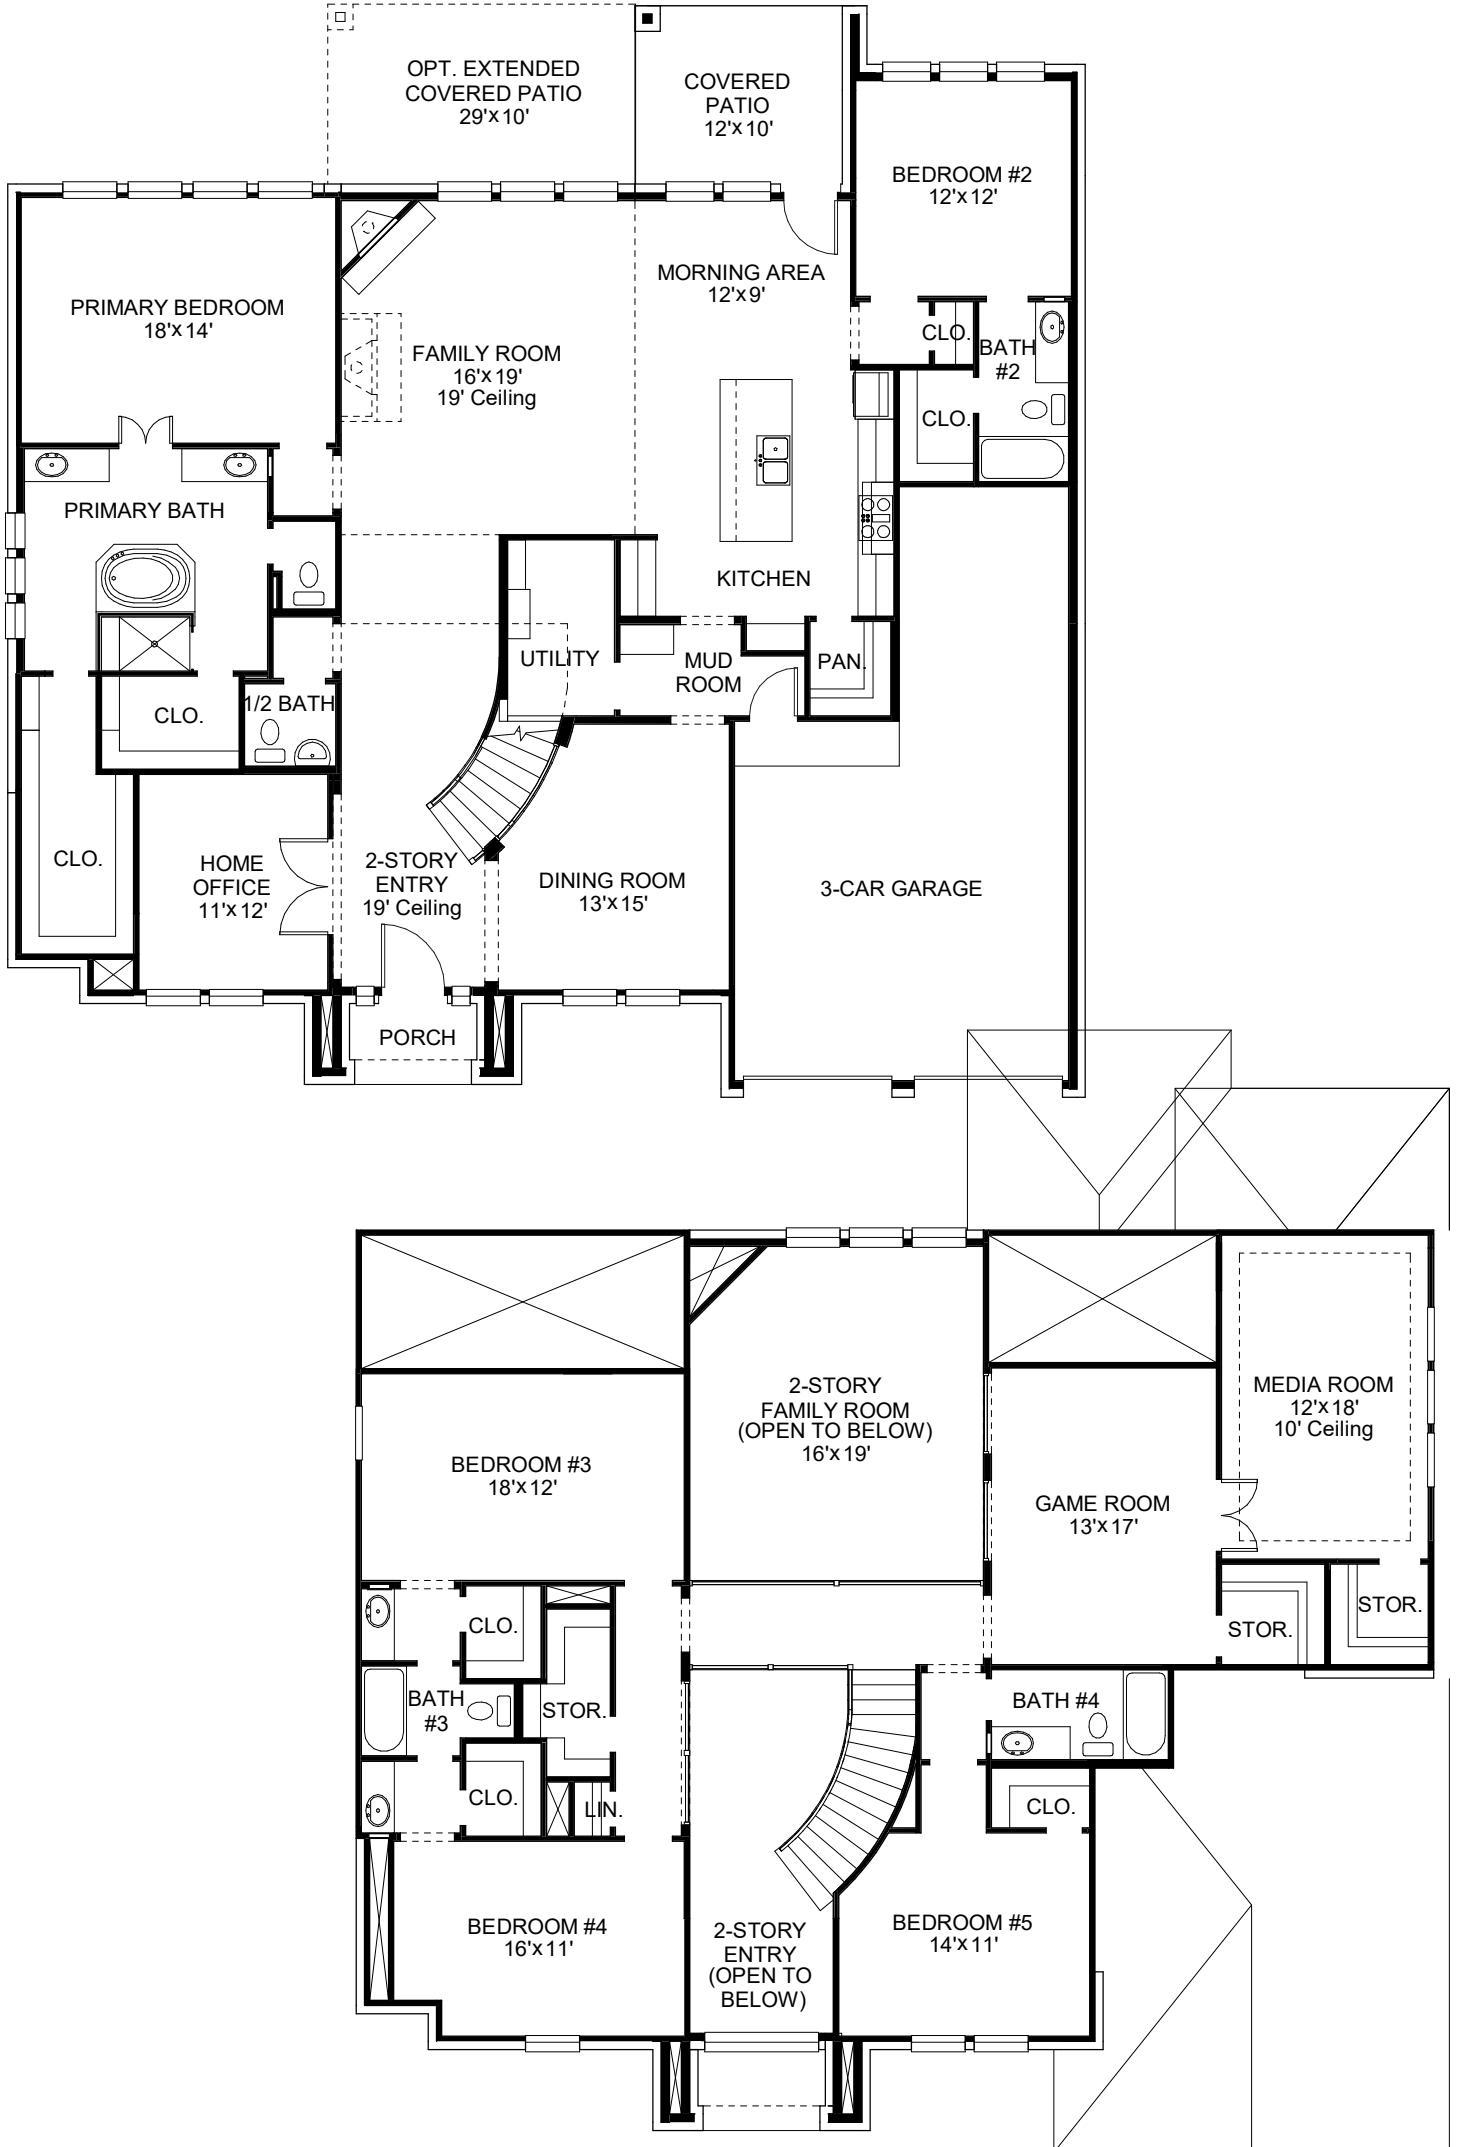 OPT. EXTENDED
COVERED PATIO
29'x10'
COVERED
PATIO
12'x10'
BEDROOM #2
12'x12'
PRIMARY BEDROOM
18'x14'
FAMILY ROOM
16'x19'
19' Ceiling
MORNING AREA
12'x9'
CLO.
BATH
#2
CLO.
PRIMARY BATH
KITCHEN
UTILITY
MUD
ROOM
PAN.
CLO.
1/2 BATH
CLO.
HOME
OFFICE
11'x12'
2-STORY
ENTRY
19' Ceiling
DINING ROOM
13'x15'
3-CAR GARAGE
PORCH
2-STORY
FAMILY ROOM
(OPEN TO BELOW)
16'x19'
MEDIA ROOM
12'x18'
10' Ceiling
BEDROOM #3
18'x12'
GAME ROOM
13'x17'
CLO.
STOR.
STOR.
BATH
#3
STOR.
BATH #4
CLO.
LIN.
CLO.
BEDROOM #4
16'x11'
2-STORY
ENTRY
(OPEN TO
BELOW)
BEDROOM #5
14'x11'